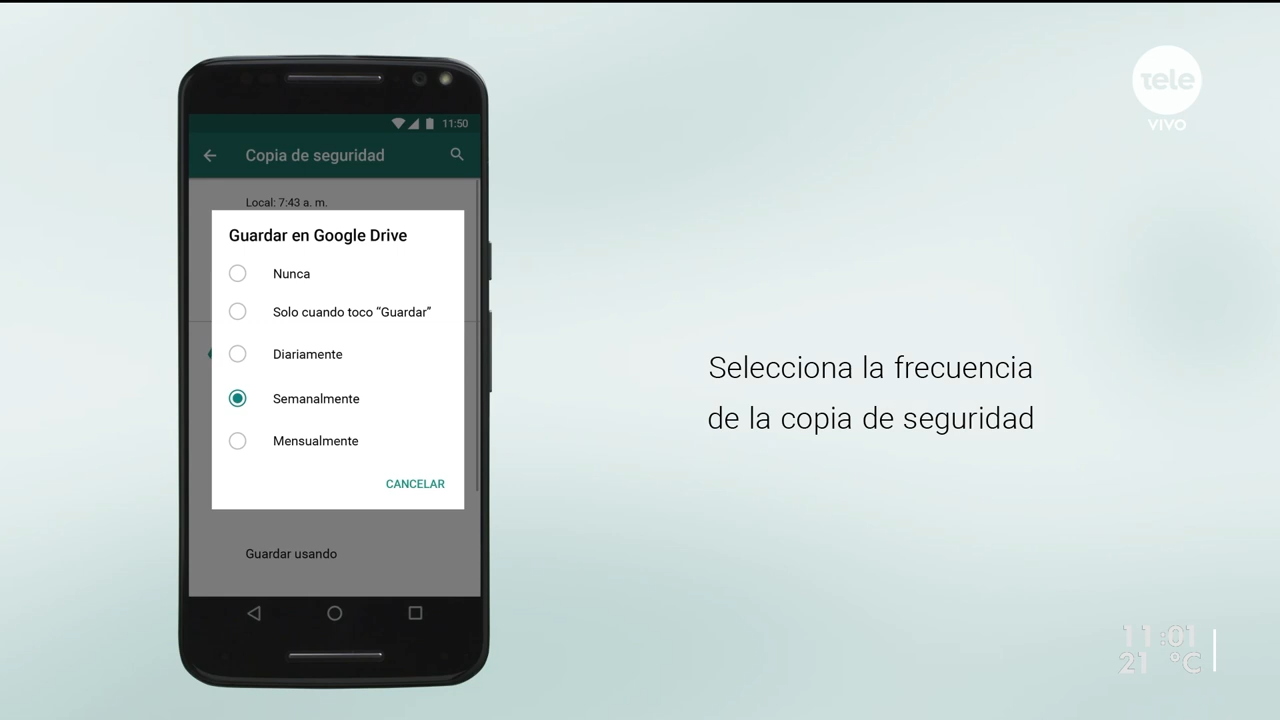 tele
VIVO
11:50
Copia de seguridad
Local: 7:43 a. m.
Guardar en Google Drive
Nunca
Solo cuando toco “Guardar”
Diariamente
Semanalmente
Mensualmente
CANCELAR
Guardar usando
Selecciona la frecuencia
de la copia de seguridad
11:01
21 °C